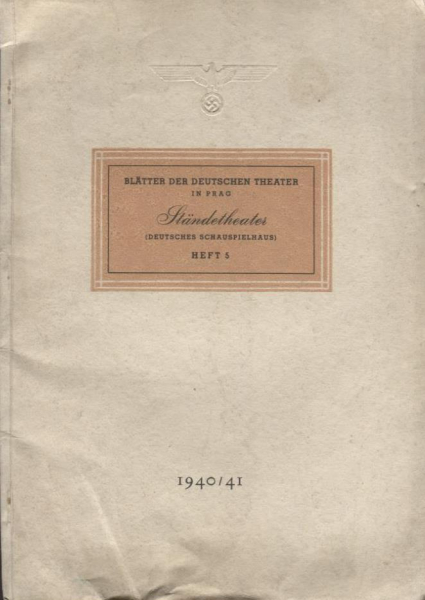 BLÄTTER DER DEUTSCHEN THEATER
IN PRAG
Ständetheater
(DEUTSCHES SCHAUSPIELHAUS)
HEFT 5
1940/41